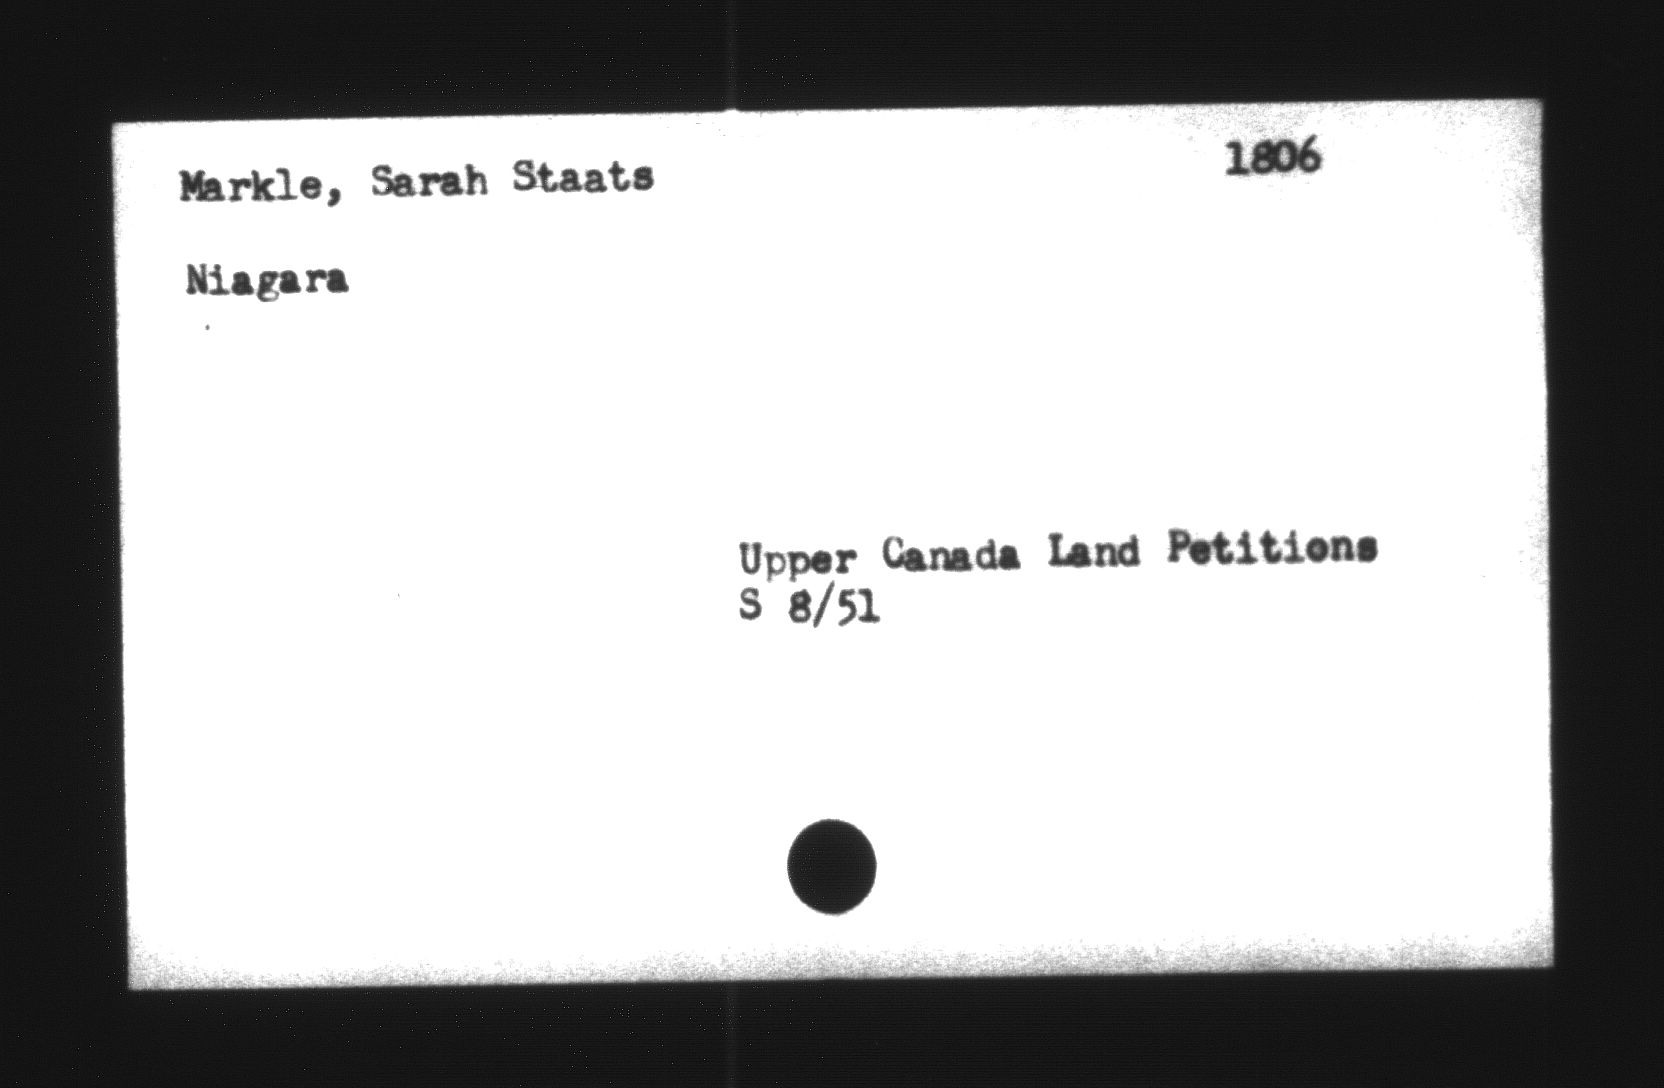 Markle, Sarah Staats 1806
Niagara
Upper Canada Land Petitions
S 8/51